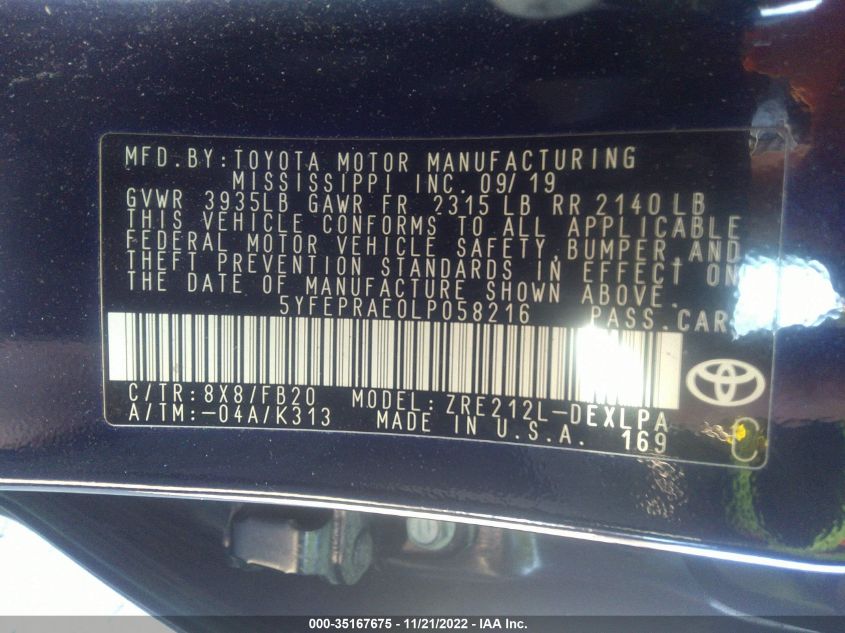 MFD.BY:TOYOTA MOTOR MANUFACTURING
MISSISSIPPI INC. 09/19
GVWR 3935LB GAWR FR 2315 LB RR 2140 LB
THIS VEHICLE CONFORMS TO ALL APPLICABLE
FEDERAL MOTOR VEHICLE SAFETY,BUMPER,AND
THEFT PREVENTION STANDARDS IN EFFECT ON
THE DATE OF MANUFACTURE SHOWN ABOVE.
5YFEPRAE0LP058216 PASS.CAR
C/TR:8X8/FB20 MODEL:ZRE212L-DEXLPA
A/TM:-04A/K313 MADE IN U.S.A. 169
000-35167675 - 11/21/2022 - IAA Inc.